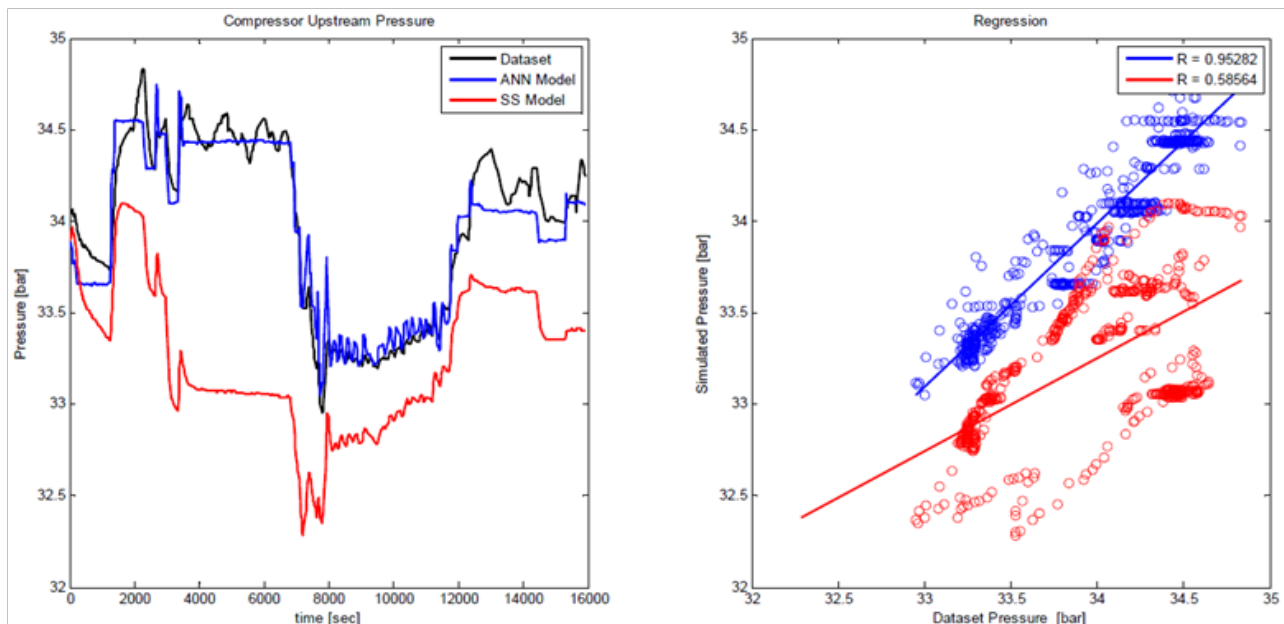 Compressor Upstream Pressure
35
34.5
34
33.5
33
32.5
32
Pressure [bar]
Dataset
ANN Model
SS Model
0 2000 4000 6000 8000 10000 12000 14000 16000
time [sec]
Regression
35
34.5
34
33.5
33
32.5
32
Simulated Pressure [bar]
R = 0.95282
R = 0.58564
32 32.5 33 33.5 34 34.5 35
Dataset Pressure [bar]